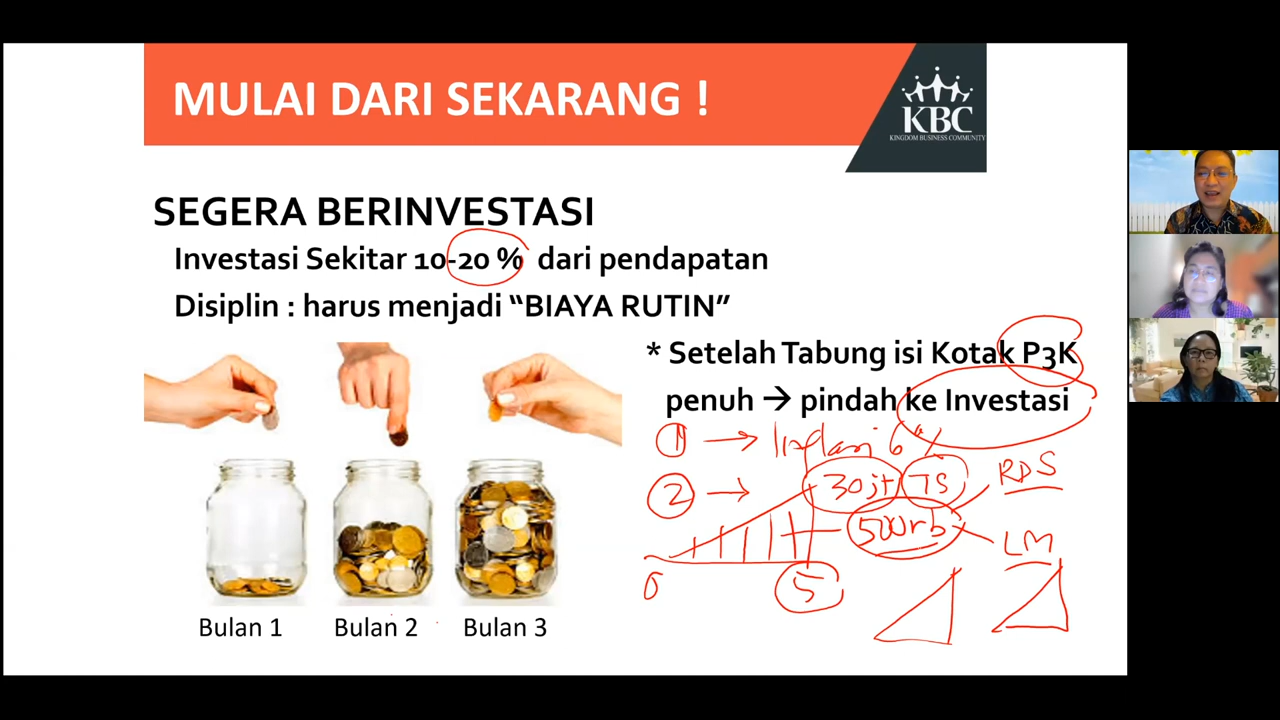 MULAI DARI SEKARANG !
KBC
KINGDOM BUSINESS COMMUNITY
SEGERA BERINVESTASI
Investasi Sekitar 10-20 % dari pendapatan
Disiplin : harus menjadi “BIAYA RUTIN”
* Setelah Tabung isi Kotak P3K
penuh → pindah ke Investasi
1 → Inflasi 6%
2 → 30jt 75
RDS
500rb
LM
0 5
Bulan 1 Bulan 2 Bulan 3